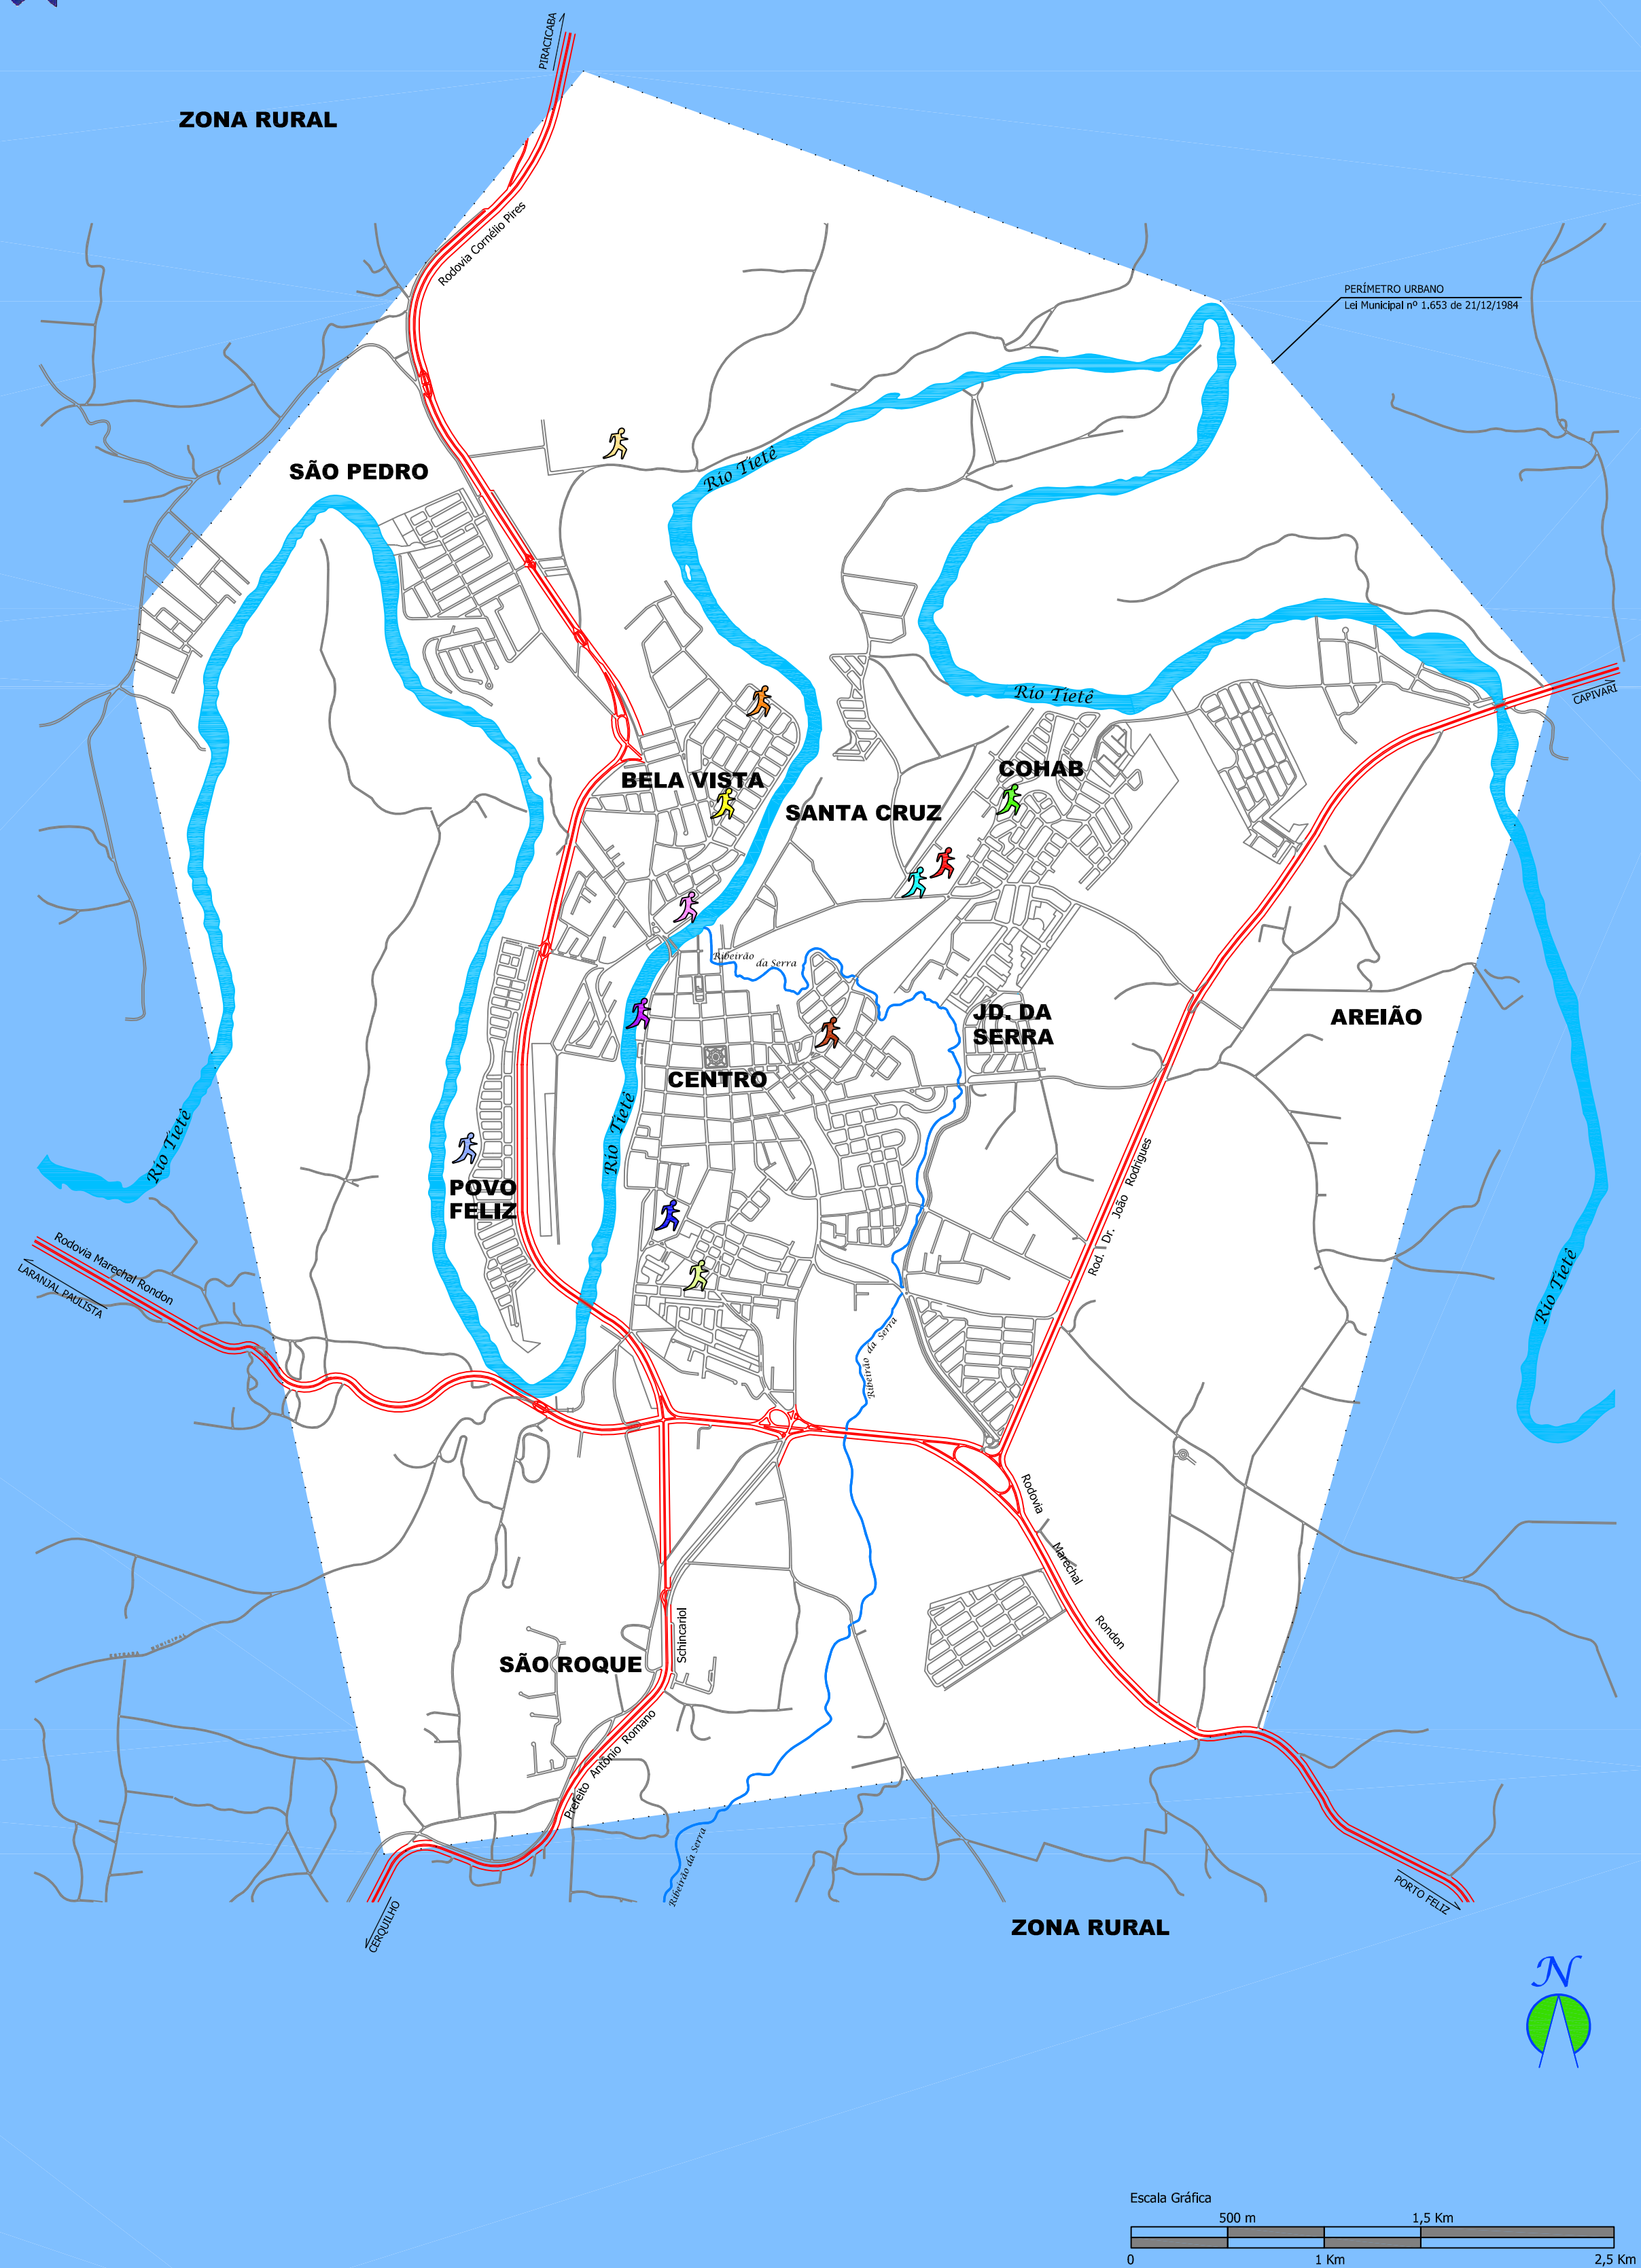 PIRACICABA
ZONA RURAL
Rodovia Cornélio Pires
PERÍMETRO URBANO
Lei Municipal nº 1.653 de 21/12/1984
SÃO PEDRO
Rio Tietê
Rio Tietê
CAPIVARI
BELA VISTA
COHAB
SANTA CRUZ
Ribeirão da Serra
JD. DA
SERRA
AREIÃO
CENTRO
Rio Tietê
Rio Tietê
POVO
FELIZ
Rod. Dr. João Rodrigues
Rodovia Marechal Rondon
LARANJAL PAULISTA
Rio Tietê
Ribeirão da Serra
Rodovia Marechal Rondon
ESTRADA MUNICIPAL
SÃO ROQUE
Prefeito Antônio Romano Schincariol
Ribeirão da Serra
CERQUILHO
PORTO FELIZ
ZONA RURAL
N
Escala Gráfica
500 m 1,5 Km
0 1 Km 2,5 Km